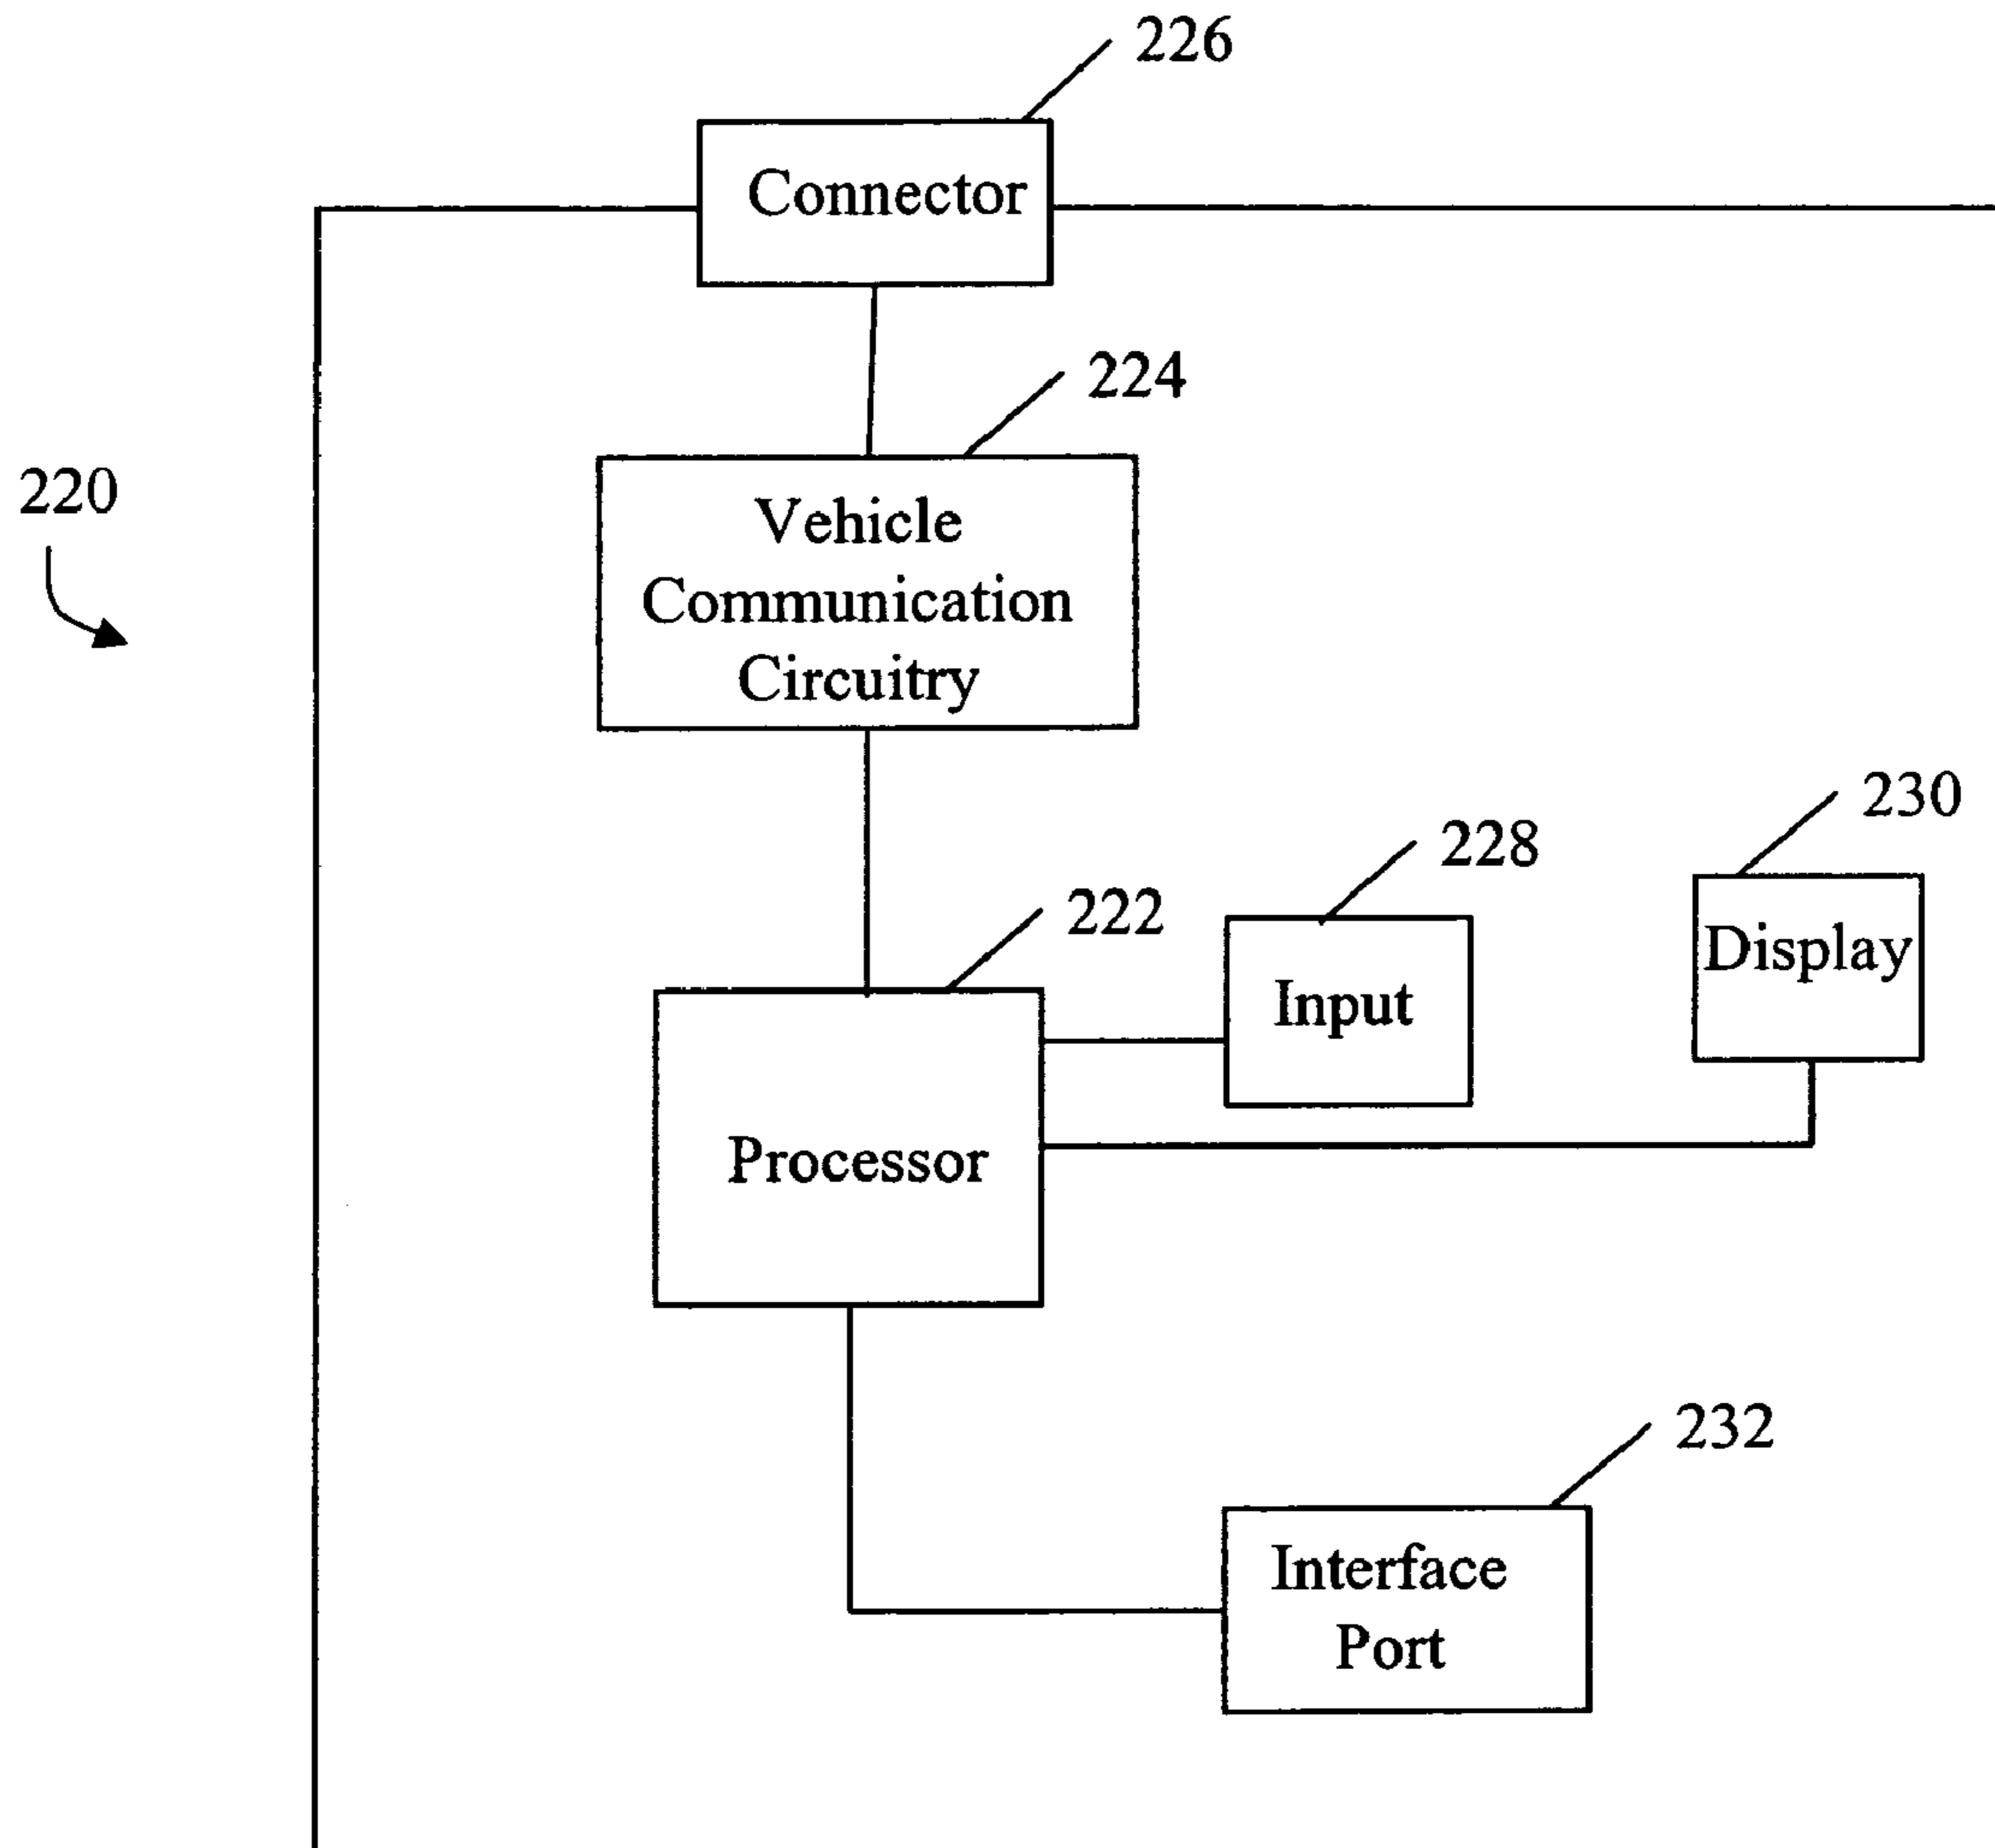 226
Connector
224
220
Vehicle
Communication
Circuitry
230
228
222
Display
Input
Processor
232
Interface
Port